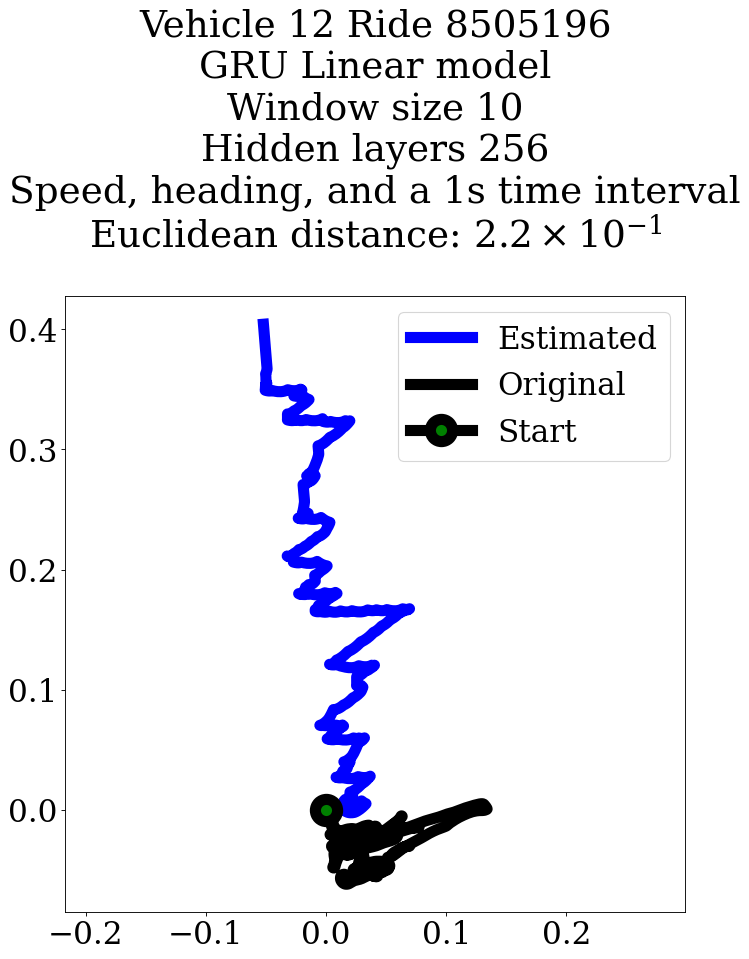 Vehicle 12 Ride 8505196
GRU Linear model
Window size 10
Hidden layers 256
Speed, heading, and a 1s time interval
Euclidean distance: 2.2 × 10⁻¹
Estimated
Original
Start
0.4
0.3
0.2
0.1
0.0
−0.2 −0.1 0.0 0.1 0.2